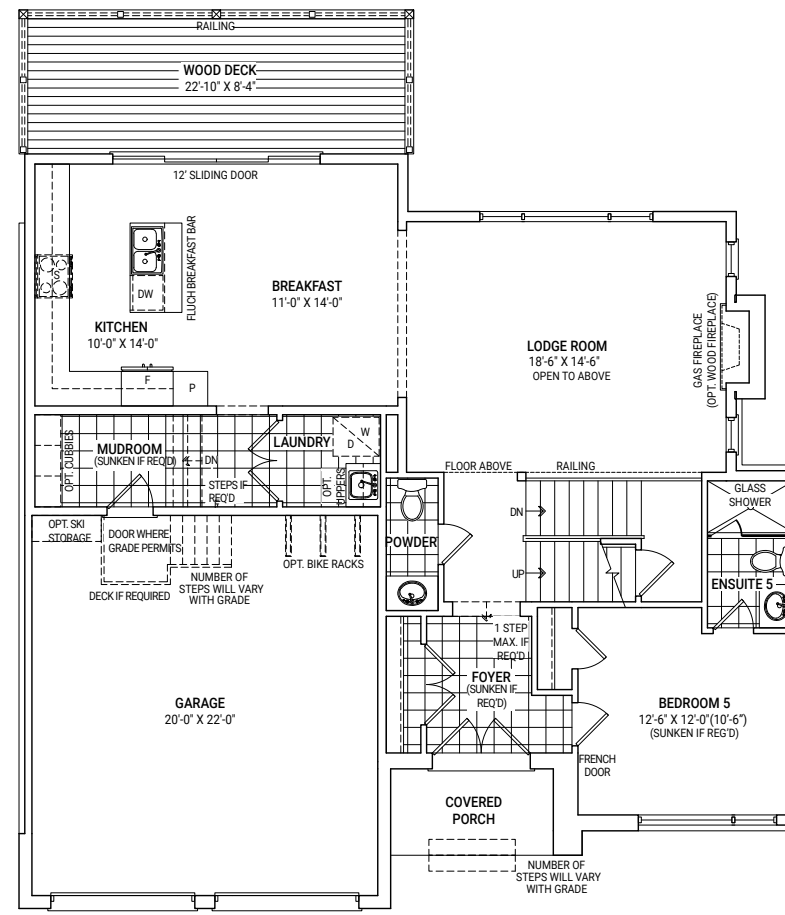 RAILING
WOOD DECK
22'-10" X 8'-4"
12' SLIDING DOOR
FLUCH BREAKFAST BAR
S
DW
BREAKFAST
11'-0" X 14'-0"
KITCHEN
10'-0" X 14'-0"
F
P
LODGE ROOM
18'-6" X 14'-6"
OPEN TO ABOVE
GAS FIREPLACE
(OPT. WOOD FIREPLACE)
OPT. CUBBIES
MUDROOM
(SUNKEN IF REQ'D)
DN
STEPS IF
REQ'D
LAUNDRY
W
D
OPT.
UPPERS
FLOOR ABOVE
RAILING
DN
UP
POWDER
GLASS
SHOWER
ENSUITE 5
OPT. SKI
STORAGE
DOOR WHERE
GRADE PERMITS
DECK IF REQUIRED
NUMBER OF
STEPS WILL VARY
WITH GRADE
OPT. BIKE RACKS
1 STEP
MAX. IF
REQ'D
FOYER
(SUNKEN IF
REQ'D)
GARAGE
20'-0" X 22'-0"
BEDROOM 5
12'-6" X 12'-0"(10'-6")
(SUNKEN IF REG'D)
FRENCH
DOOR
COVERED
PORCH
NUMBER OF
STEPS WILL VARY
WITH GRADE